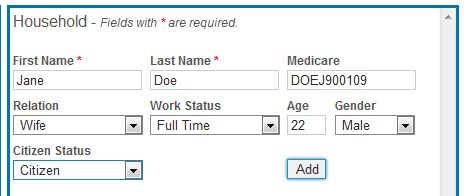 Household - Fields with * are required.
First Name * Last Name * Medicare
Jane Doe DOEJ900109
Relation Work Status Age Gender
Wife Full Time 22 Male
Citizen Status
Citizen Add